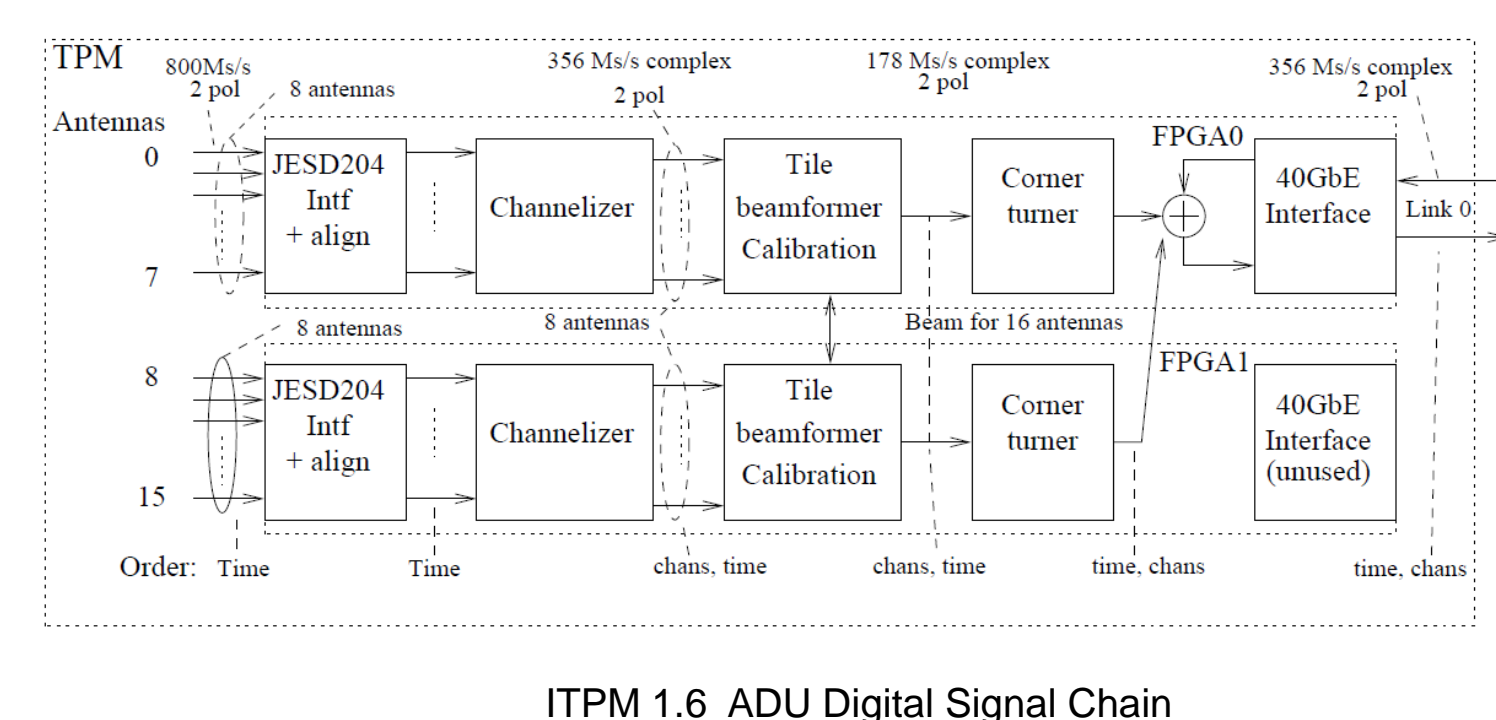 TPM
800Ms/s
2 pol
8 antennas
356 Ms/s complex
2 pol
178 Ms/s complex
2 pol
356 Ms/s complex
2 pol
Antennas
0
7
JESD204
Intf
+ align
Channelizer
Tile
beamformer
Calibration
Corner
turner
FPGA0
40GbE
Interface
Link 0
8 antennas
8 antennas
Beam for 16 antennas
8
15
JESD204
Intf
+ align
Channelizer
Tile
beamformer
Calibration
Corner
turner
FPGA1
40GbE
Interface
(unused)
Order:
Time
Time
chans, time
chans, time
time, chans
time, chans
ITPM 1.6 ADU Digital Signal Chain